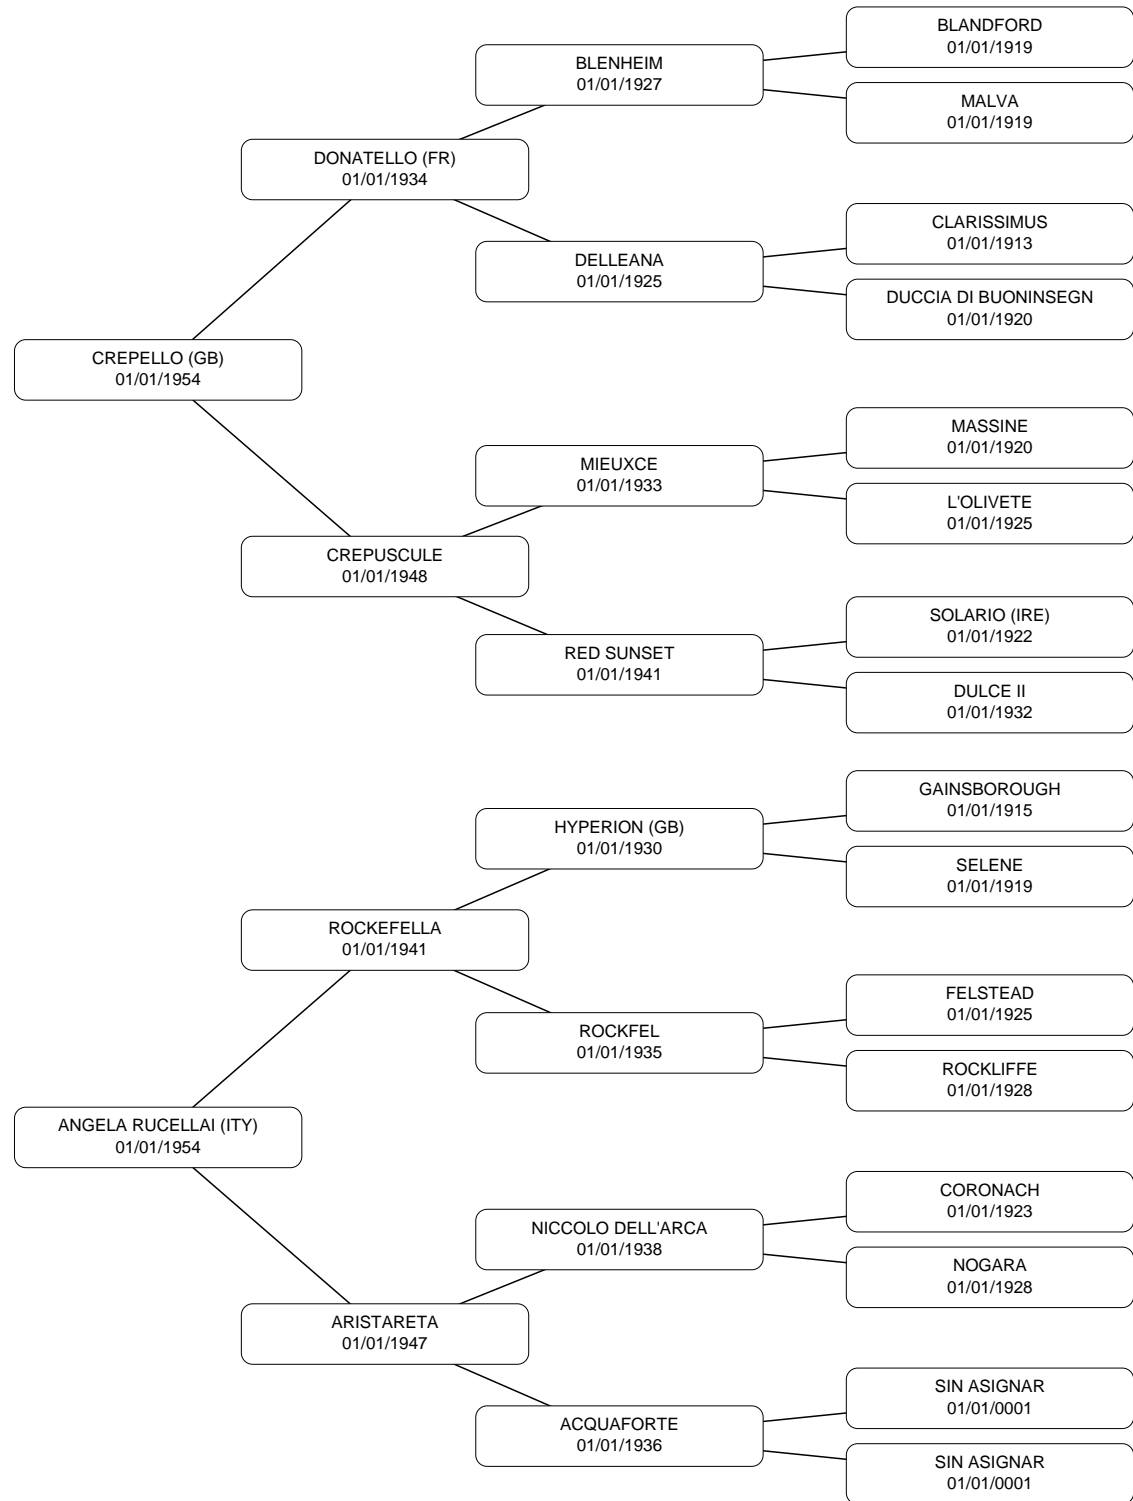 BLANDFORD
01/01/1919
BLENHEIM
01/01/1927
MALVA
01/01/1919
DONATELLO (FR)
01/01/1934
CLARISSIMUS
01/01/1913
DELLEANA
01/01/1925
DUCCIA DI BUONINSEGN
01/01/1920
CREPELLO (GB)
01/01/1954
MASSINE
01/01/1920
MIEUXCE
01/01/1933
L'OLIVETE
01/01/1925
CREPUSCULE
01/01/1948
SOLARIO (IRE)
01/01/1922
RED SUNSET
01/01/1941
DULCE II
01/01/1932
GAINSBOROUGH
01/01/1915
HYPERION (GB)
01/01/1930
SELENE
01/01/1919
ROCKEFELLA
01/01/1941
FELSTEAD
01/01/1925
ROCKFEL
01/01/1935
ROCKLIFFE
01/01/1928
ANGELA RUCELLAI (ITY)
01/01/1954
CORONACH
01/01/1923
NICCOLO DELL'ARCA
01/01/1938
NOGARA
01/01/1928
ARISTARETA
01/01/1947
SIN ASIGNAR
01/01/0001
ACQUAFORTE
01/01/1936
SIN ASIGNAR
01/01/0001